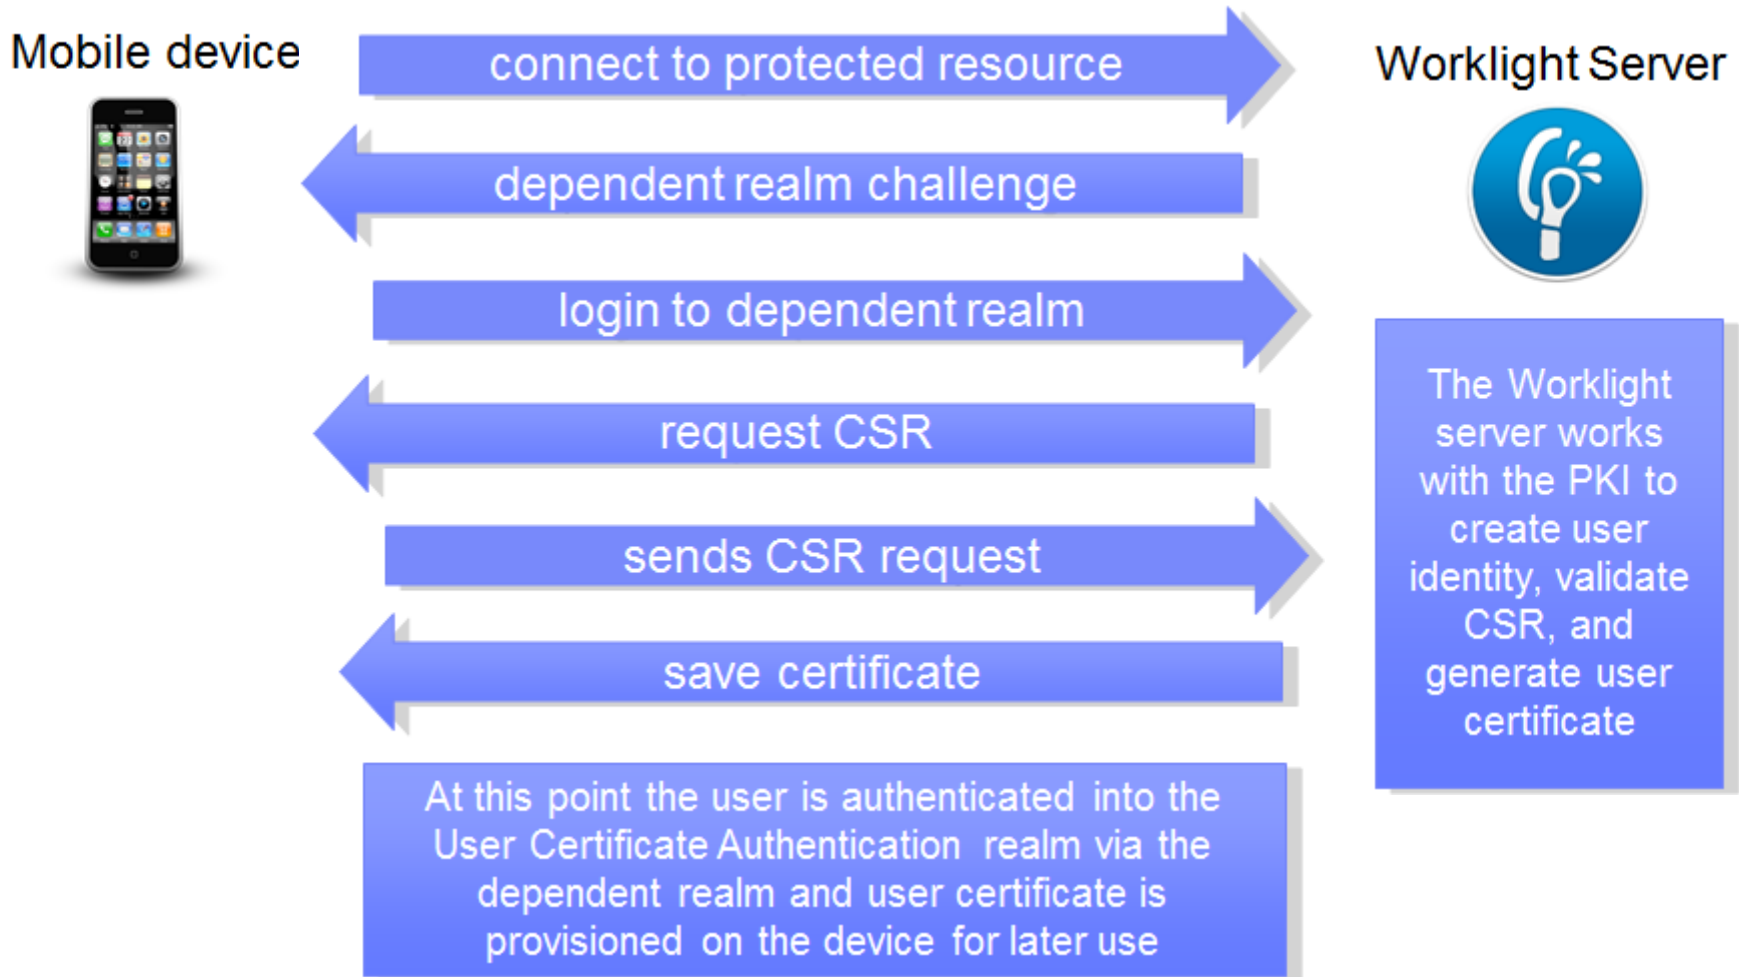 Mobile device
connect to protected resource
Worklight Server
dependent realm challenge
login to dependent realm
request CSR
sends CSR request
save certificate
The Worklight
server works
with the PKI to
create user
identity, validate
CSR, and
generate user
certificate
At this point the user is authenticated into the
User Certificate Authentication realm via the
dependent realm and user certificate is
provisioned on the device for later use